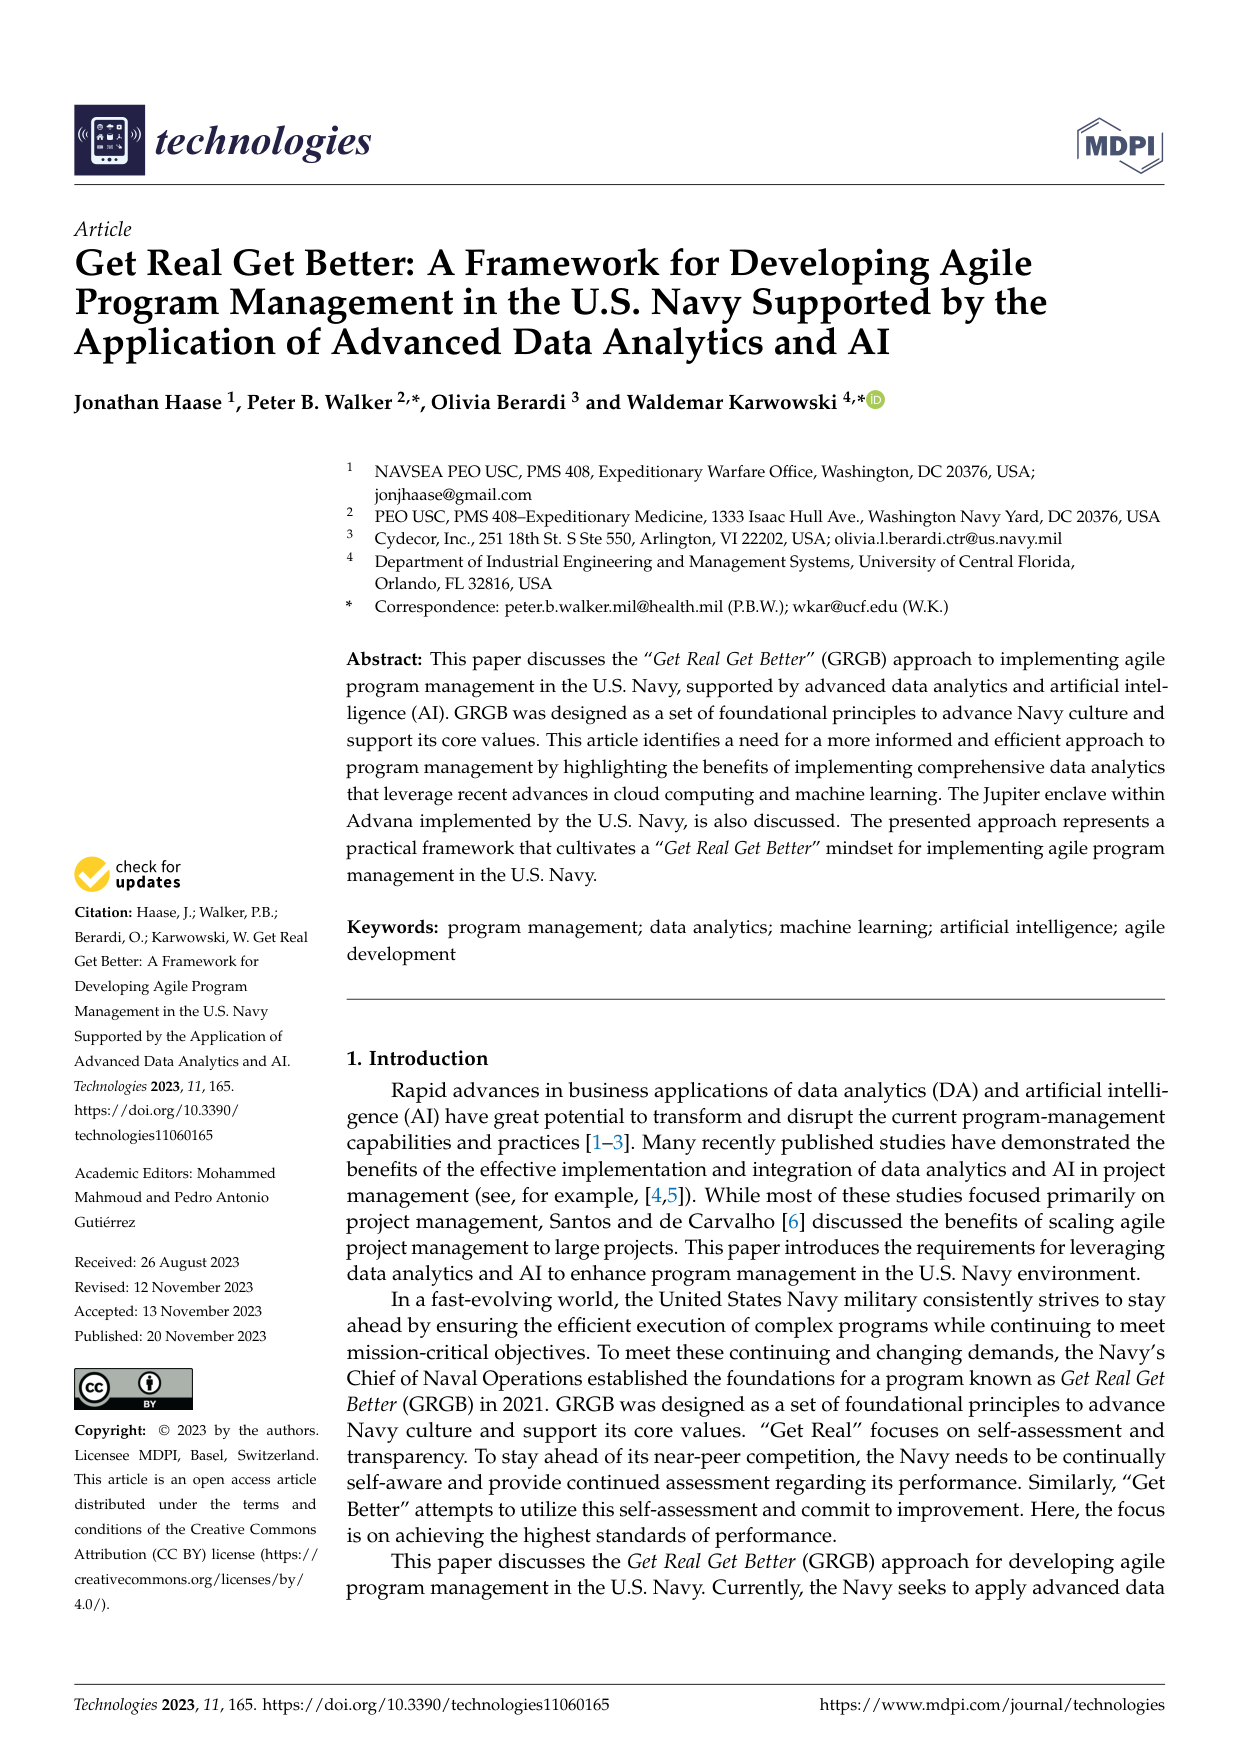 technologies
MDPI
Article
Get Real Get Better: A Framework for Developing Agile
Program Management in the U.S. Navy Supported by the
Application of Advanced Data Analytics and AI
Jonathan Haase 1, Peter B. Walker 2,*, Olivia Berardi 3 and Waldemar Karwowski 4,* iD
1 NAVSEA PEO USC, PMS 408, Expeditionary Warfare Office, Washington, DC 20376, USA;
jonjhaase@gmail.com
2 PEO USC, PMS 408–Expeditionary Medicine, 1333 Isaac Hull Ave., Washington Navy Yard, DC 20376, USA
3 Cydecor, Inc., 251 18th St. S Ste 550, Arlington, VI 22202, USA; olivia.l.berardi.ctr@us.navy.mil
4 Department of Industrial Engineering and Management Systems, University of Central Florida,
Orlando, FL 32816, USA
* Correspondence: peter.b.walker.mil@health.mil (P.B.W.); wkar@ucf.edu (W.K.)
Abstract: This paper discusses the “Get Real Get Better” (GRGB) approach to implementing agile
program management in the U.S. Navy, supported by advanced data analytics and artificial intel-
ligence (AI). GRGB was designed as a set of foundational principles to advance Navy culture and
support its core values. This article identifies a need for a more informed and efficient approach to
program management by highlighting the benefits of implementing comprehensive data analytics
that leverage recent advances in cloud computing and machine learning. The Jupiter enclave within
Advana implemented by the U.S. Navy, is also discussed. The presented approach represents a
practical framework that cultivates a “Get Real Get Better” mindset for implementing agile program
management in the U.S. Navy.
Keywords: program management; data analytics; machine learning; artificial intelligence; agile
development
check for
updates
Citation: Haase, J.; Walker, P.B.;
Berardi, O.; Karwowski, W. Get Real
Get Better: A Framework for
Developing Agile Program
Management in the U.S. Navy
Supported by the Application of
Advanced Data Analytics and AI.
Technologies 2023, 11, 165.
https://doi.org/10.3390/
technologies11060165
Academic Editors: Mohammed
Mahmoud and Pedro Antonio
Gutiérrez
Received: 26 August 2023
Revised: 12 November 2023
Accepted: 13 November 2023
Published: 20 November 2023
CC BY
Copyright: © 2023 by the authors.
Licensee MDPI, Basel, Switzerland.
This article is an open access article
distributed under the terms and
conditions of the Creative Commons
Attribution (CC BY) license (https://
creativecommons.org/licenses/by/
4.0/).
1. Introduction
Rapid advances in business applications of data analytics (DA) and artificial intelli-
gence (AI) have great potential to transform and disrupt the current program-management
capabilities and practices [1–3]. Many recently published studies have demonstrated the
benefits of the effective implementation and integration of data analytics and AI in project
management (see, for example, [4,5]). While most of these studies focused primarily on
project management, Santos and de Carvalho [6] discussed the benefits of scaling agile
project management to large projects. This paper introduces the requirements for leveraging
data analytics and AI to enhance program management in the U.S. Navy environment.
In a fast-evolving world, the United States Navy military consistently strives to stay
ahead by ensuring the efficient execution of complex programs while continuing to meet
mission-critical objectives. To meet these continuing and changing demands, the Navy’s
Chief of Naval Operations established the foundations for a program known as Get Real Get
Better (GRGB) in 2021. GRGB was designed as a set of foundational principles to advance
Navy culture and support its core values. “Get Real” focuses on self-assessment and
transparency. To stay ahead of its near-peer competition, the Navy needs to be continually
self-aware and provide continued assessment regarding its performance. Similarly, “Get
Better” attempts to utilize this self-assessment and commit to improvement. Here, the focus
is on achieving the highest standards of performance.
This paper discusses the Get Real Get Better (GRGB) approach for developing agile
program management in the U.S. Navy. Currently, the Navy seeks to apply advanced data
Technologies 2023, 11, 165. https://doi.org/10.3390/technologies11060165
https://www.mdpi.com/journal/technologies